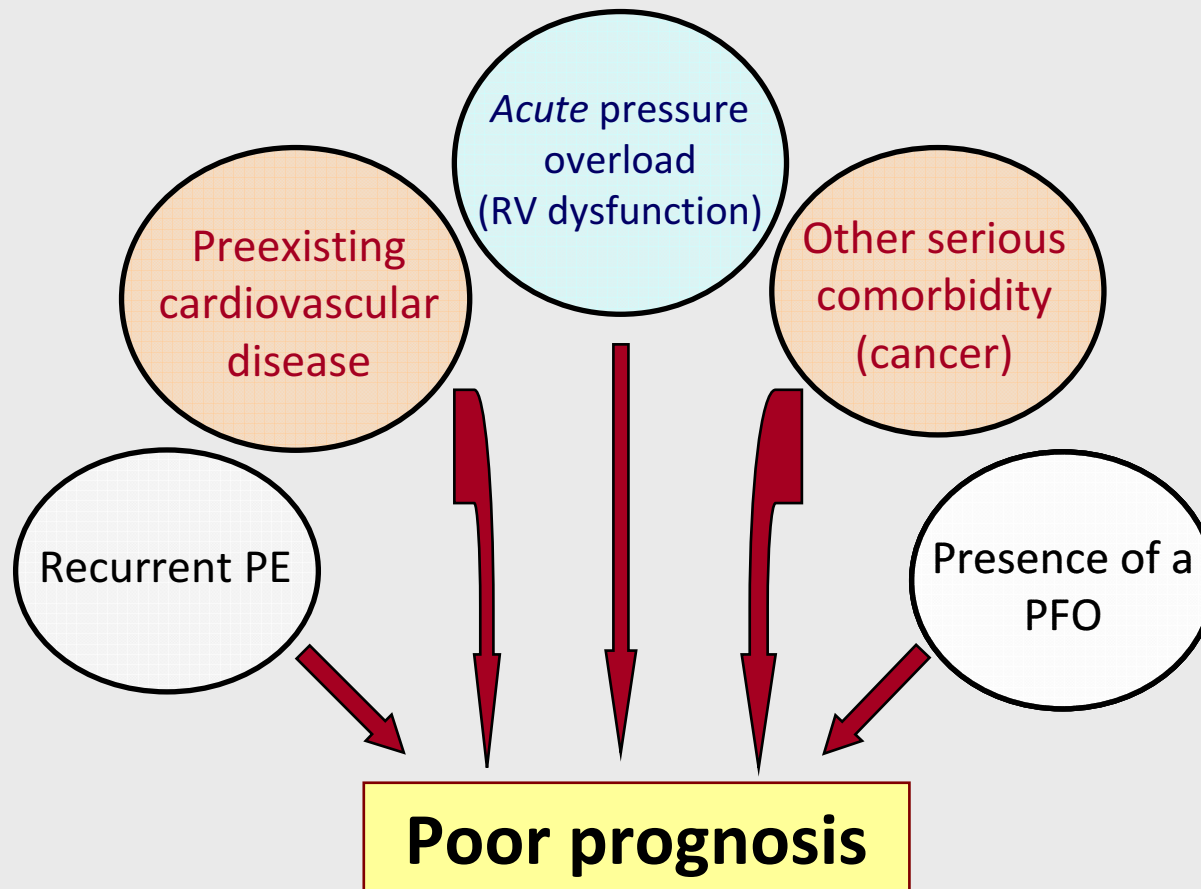 Acute pressure
overload
(RV dysfunction)
Preexisting
cardiovascular
disease
Other serious
comorbidity
(cancer)
Recurrent PE
Presence of a
PFO
Poor prognosis